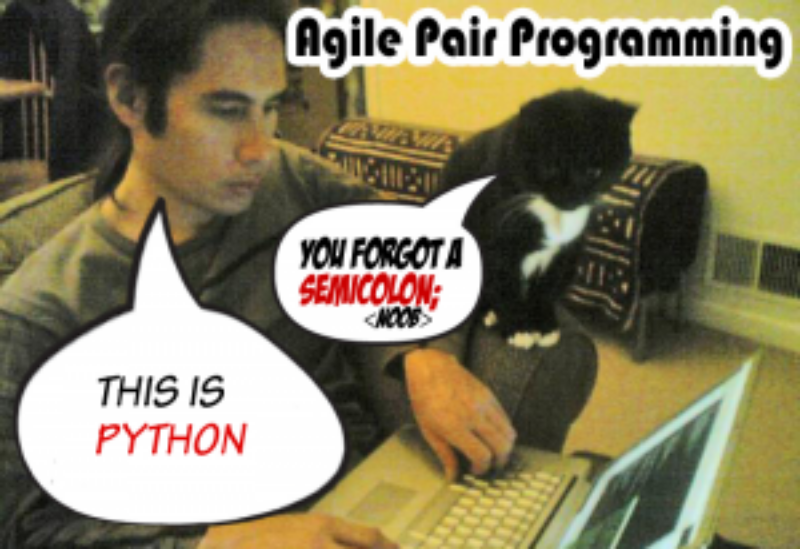 Agile Pair Programming
YOU FORGOT A
SEMICOLON;
<NOOB>
THIS IS
PYTHON